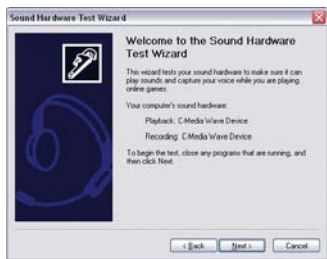 Sound Hardware Test Wizard
Welcome to the Sound Hardware
Test Wizard
This wizard tests your sound hardware to make sure it can
play sounds and capture your voice while you are playing
online games.
Your computer's sound hardware:
Playback: C-Media Wave Device
Recording: C-Media Wave Device
To begin the test, close any programs that are running, and
then click Next.
< Back Next > Cancel